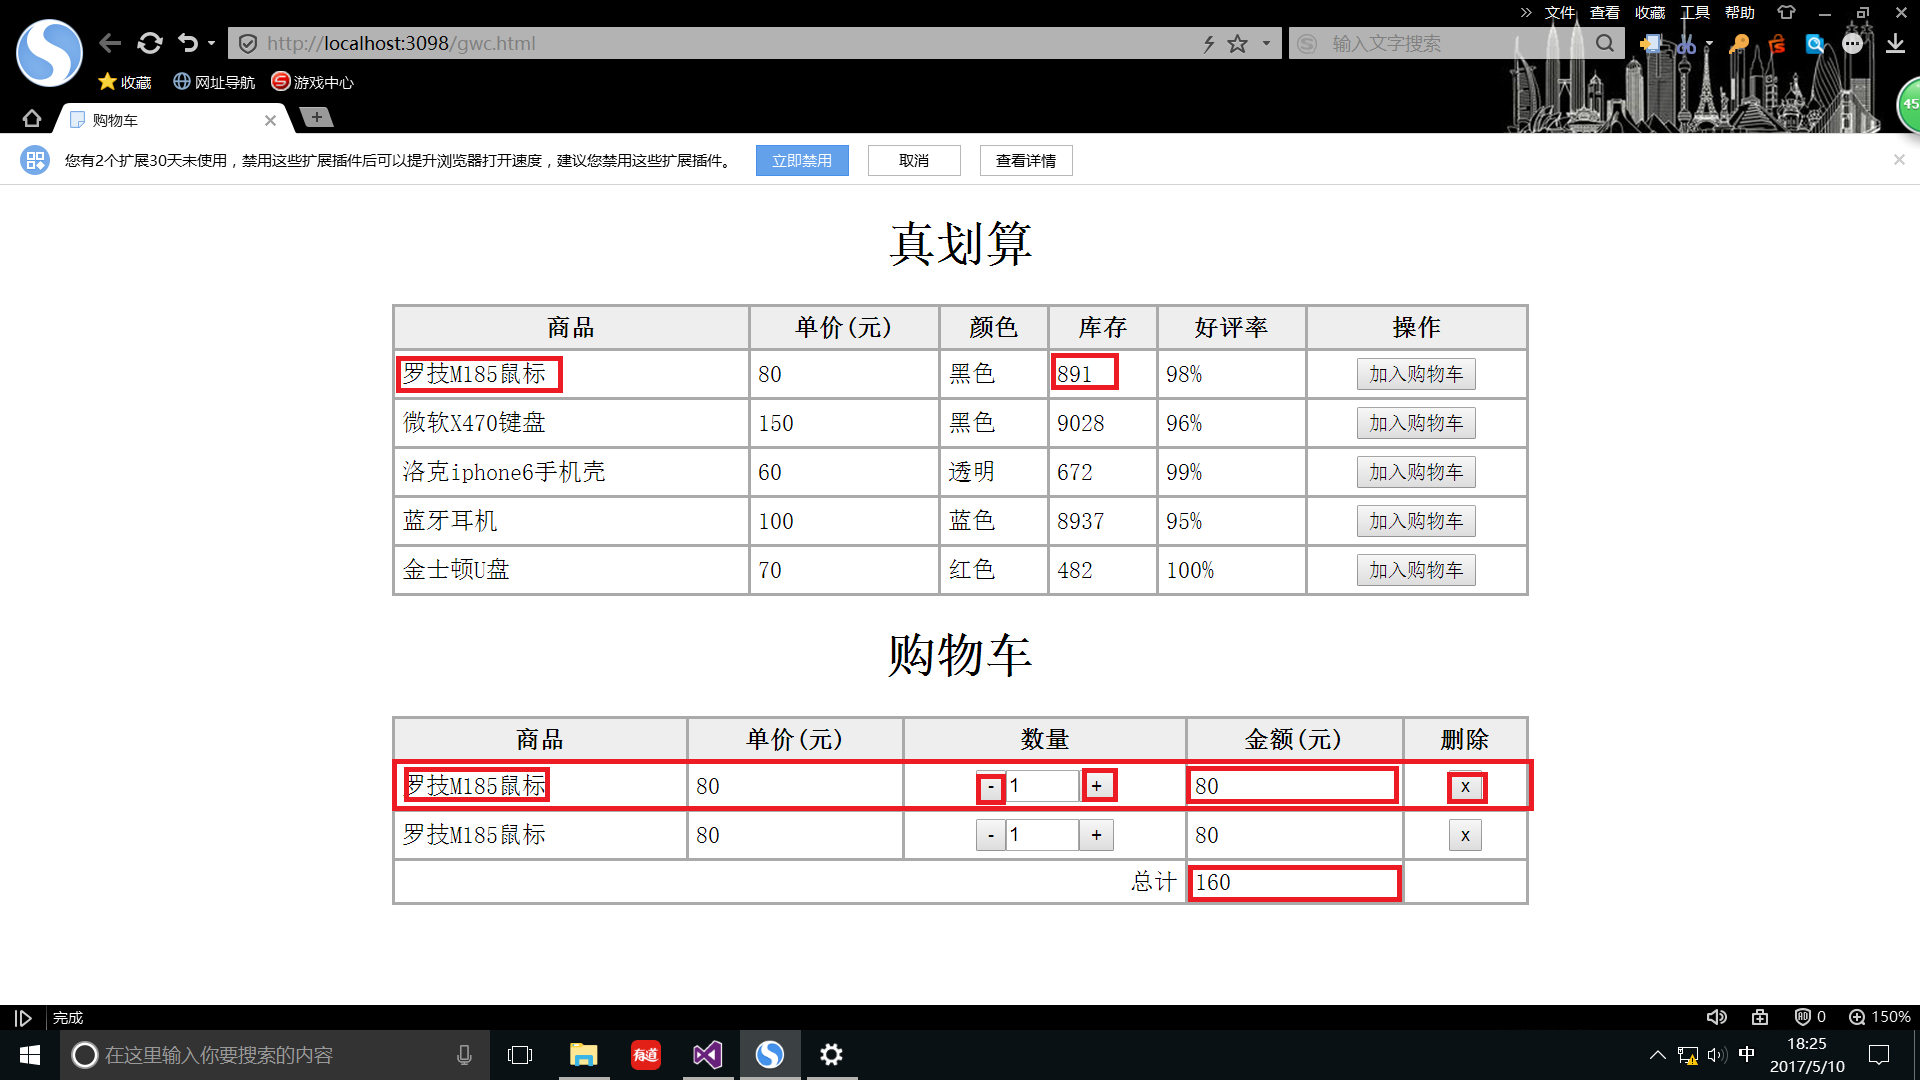 » 文件 查看 收藏 工具 帮助
http://localhost:3098/gwc.html 输入文字搜索
收藏 网址导航 游戏中心
购物车
45
您有2个扩展30天未使用，禁用这些扩展插件后可以提升浏览器打开速度，建议您禁用这些扩展插件。 立即禁用 取消 查看详情
真划算
商品 单价(元) 颜色 库存 好评率 操作
罗技M185鼠标 80 黑色 891 98% 加入购物车
微软X470键盘 150 黑色 9028 96% 加入购物车
洛克iphone6手机壳 60 透明 672 99% 加入购物车
蓝牙耳机 100 蓝色 8937 95% 加入购物车
金士顿U盘 70 红色 482 100% 加入购物车
购物车
商品 单价(元) 数量 金额(元) 删除
罗技M185鼠标 80 - 1 + 80 x
罗技M185鼠标 80 - 1 + 80 x
总计 160
完成 0 150%
在这里输入你要搜索的内容 有道 中 18:25
2017/5/10